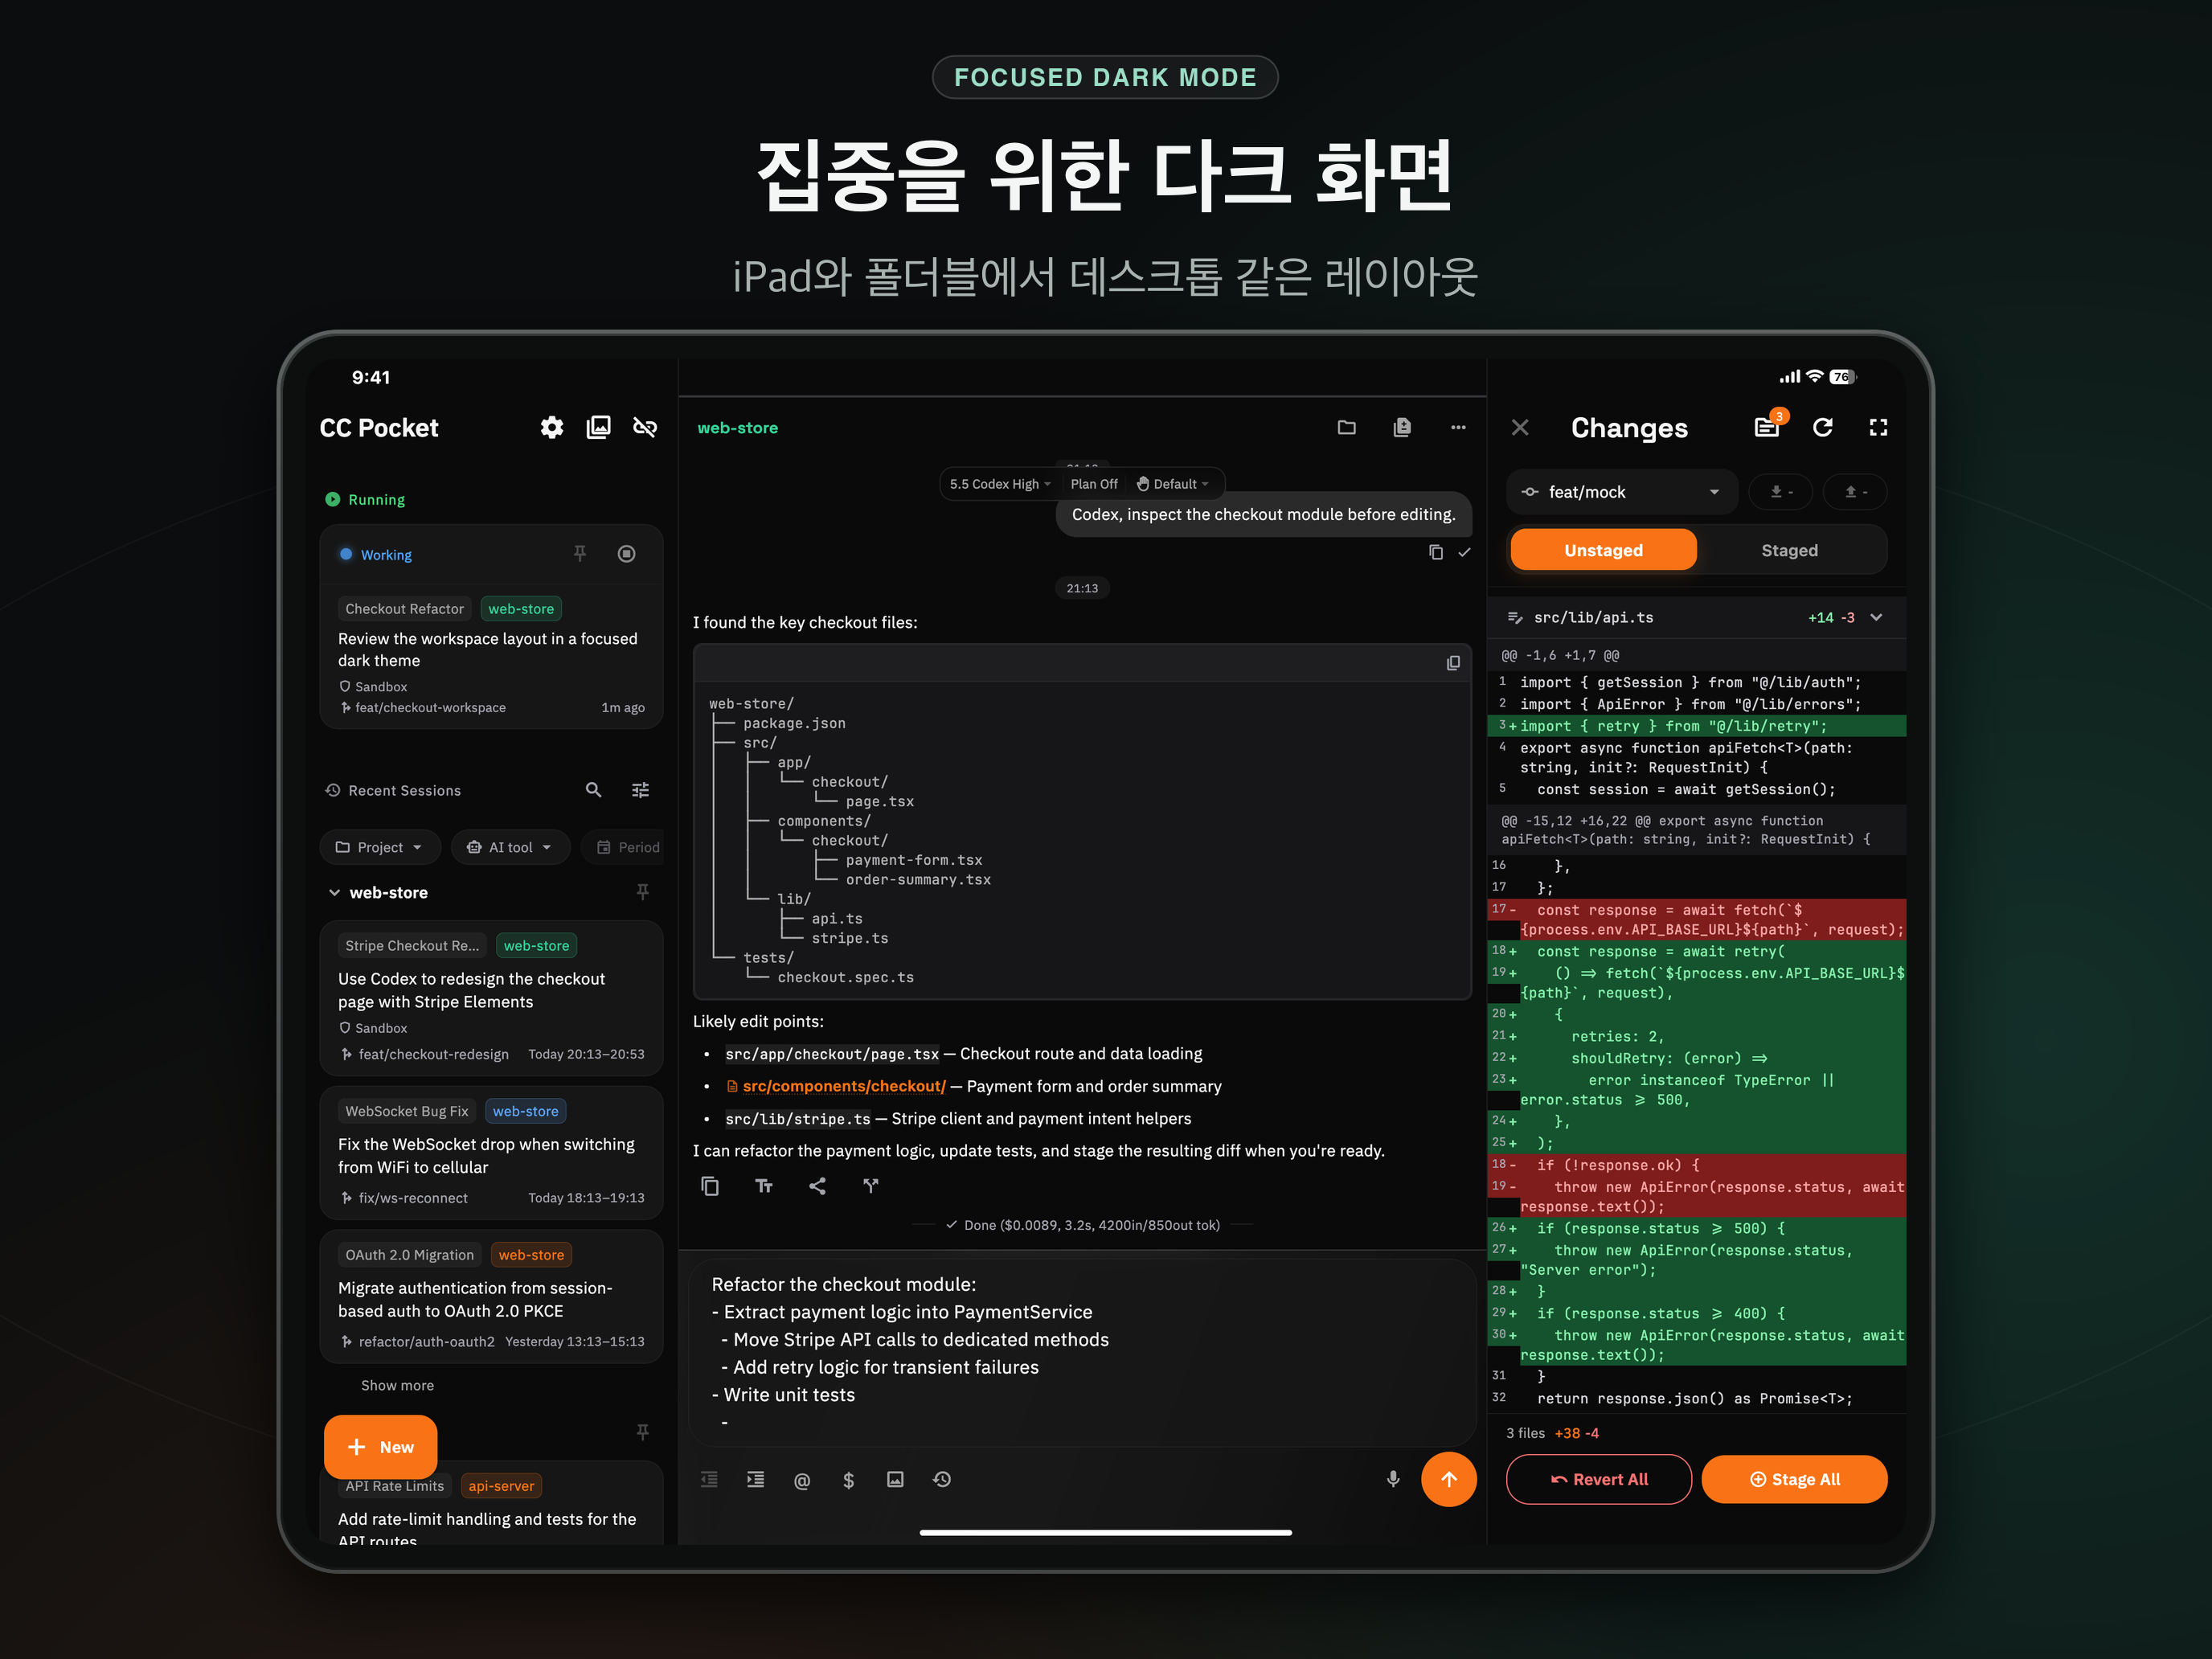 FOCUSED DARK MODE
집중을 위한 다크 화면
iPad와 폴더블에서 데스크톱 같은 레이아웃
9:41
CC Pocket
Running
Working
Checkout Refactor
web-store
Review the workspace layout in a focused
dark theme
Sandbox
feat/checkout-workspace
1m ago
Recent Sessions
Project
AI tool
Period
web-store
Stripe Checkout Re...
web-store
Use Codex to redesign the checkout
page with Stripe Elements
Sandbox
feat/checkout-redesign
Today 20:13–20:53
WebSocket Bug Fix
web-store
Fix the WebSocket drop when switching
from WiFi to cellular
fix/ws-reconnect
Today 18:13–19:13
OAuth 2.0 Migration
web-store
Migrate authentication from session-
based auth to OAuth 2.0 PKCE
refactor/auth-oauth2
Yesterday 13:13–15:13
Show more
+ New
API Rate Limits
api-server
Add rate-limit handling and tests for the
API routes
web-store
5.5 Codex High
Plan Off
Default
Codex, inspect the checkout module before editing.
21:13
I found the key checkout files:
web-store/
├── package.json
├── src/
│   ├── app/
│   │   └── checkout/
│   │       └── page.tsx
│   ├── components/
│   │   └── checkout/
│   │       ├── payment-form.tsx
│   │       └── order-summary.tsx
│   └── lib/
│       ├── api.ts
│       └── stripe.ts
└── tests/
    └── checkout.spec.ts
Likely edit points:
• src/app/checkout/page.tsx — Checkout route and data loading
• src/components/checkout/ — Payment form and order summary
• src/lib/stripe.ts — Stripe client and payment intent helpers
I can refactor the payment logic, update tests, and stage the resulting diff when you're ready.
Done ($0.0089, 3.2s, 4200in/850out tok)
Refactor the checkout module:
- Extract payment logic into PaymentService
  - Move Stripe API calls to dedicated methods
  - Add retry logic for transient failures
- Write unit tests
  -
@ $
76
Changes
3
feat/mock
-
-
Unstaged
Staged
src/lib/api.ts
+14 -3
@@ -1,6 +1,7 @@
1 import { getSession } from "@/lib/auth";
2 import { ApiError } from "@/lib/errors";
3+ import { retry } from "@/lib/retry";
4 export async function apiFetch<T>(path:
string, init?: RequestInit) {
5   const session = await getSession();
@@ -15,12 +16,22 @@ export async function
apiFetch<T>(path: string, init?: RequestInit) {
16     },
17   };
17-   const response = await fetch(`$
{process.env.API_BASE_URL}${path}`, request);
18+   const response = await retry(
19+     () => fetch(`${process.env.API_BASE_URL}$
{path}`, request),
20+     {
21+       retries: 2,
22+       shouldRetry: (error) =>
23+         error instanceof TypeError ||
error.status >= 500,
24+     },
25+   );
18-   if (!response.ok) {
19-     throw new ApiError(response.status, await
response.text());
26+   if (response.status >= 500) {
27+     throw new ApiError(response.status,
"Server error");
28+   }
29+   if (response.status >= 400) {
30+     throw new ApiError(response.status, await
response.text());
31   }
32   return response.json() as Promise<T>;
3 files +38 -4
Revert All
Stage All